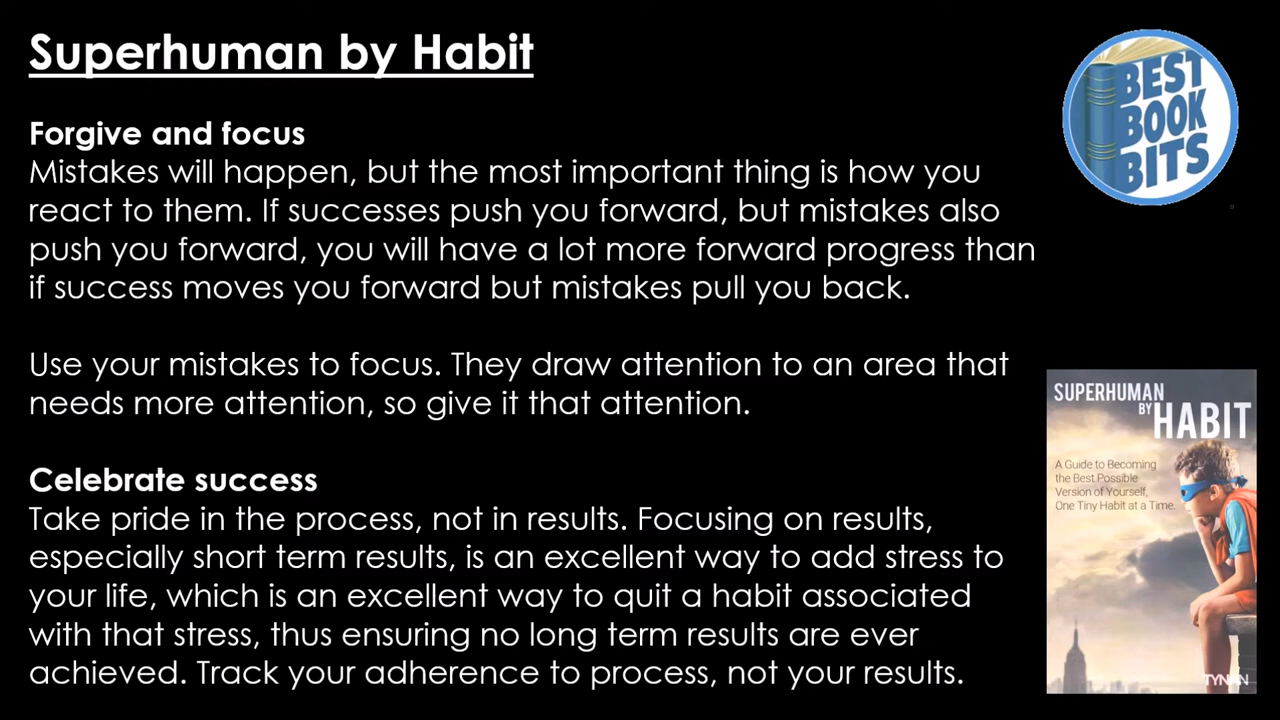 Superhuman by Habit
Forgive and focus
Mistakes will happen, but the most important thing is how you
react to them. If successes push you forward, but mistakes also
push you forward, you will have a lot more forward progress than
if success moves you forward but mistakes pull you back.
Use your mistakes to focus. They draw attention to an area that
needs more attention, so give it that attention.
Celebrate success
Take pride in the process, not in results. Focusing on results,
especially short term results, is an excellent way to add stress to
your life, which is an excellent way to quit a habit associated
with that stress, thus ensuring no long term results are ever
achieved. Track your adherence to process, not your results.
BEST
BOOK
BITS
SUPERHUMAN
BY HABIT
A Guide to Becoming
the Best Possible
Version of Yourself,
One Tiny Habit at a Time.
TYNAN